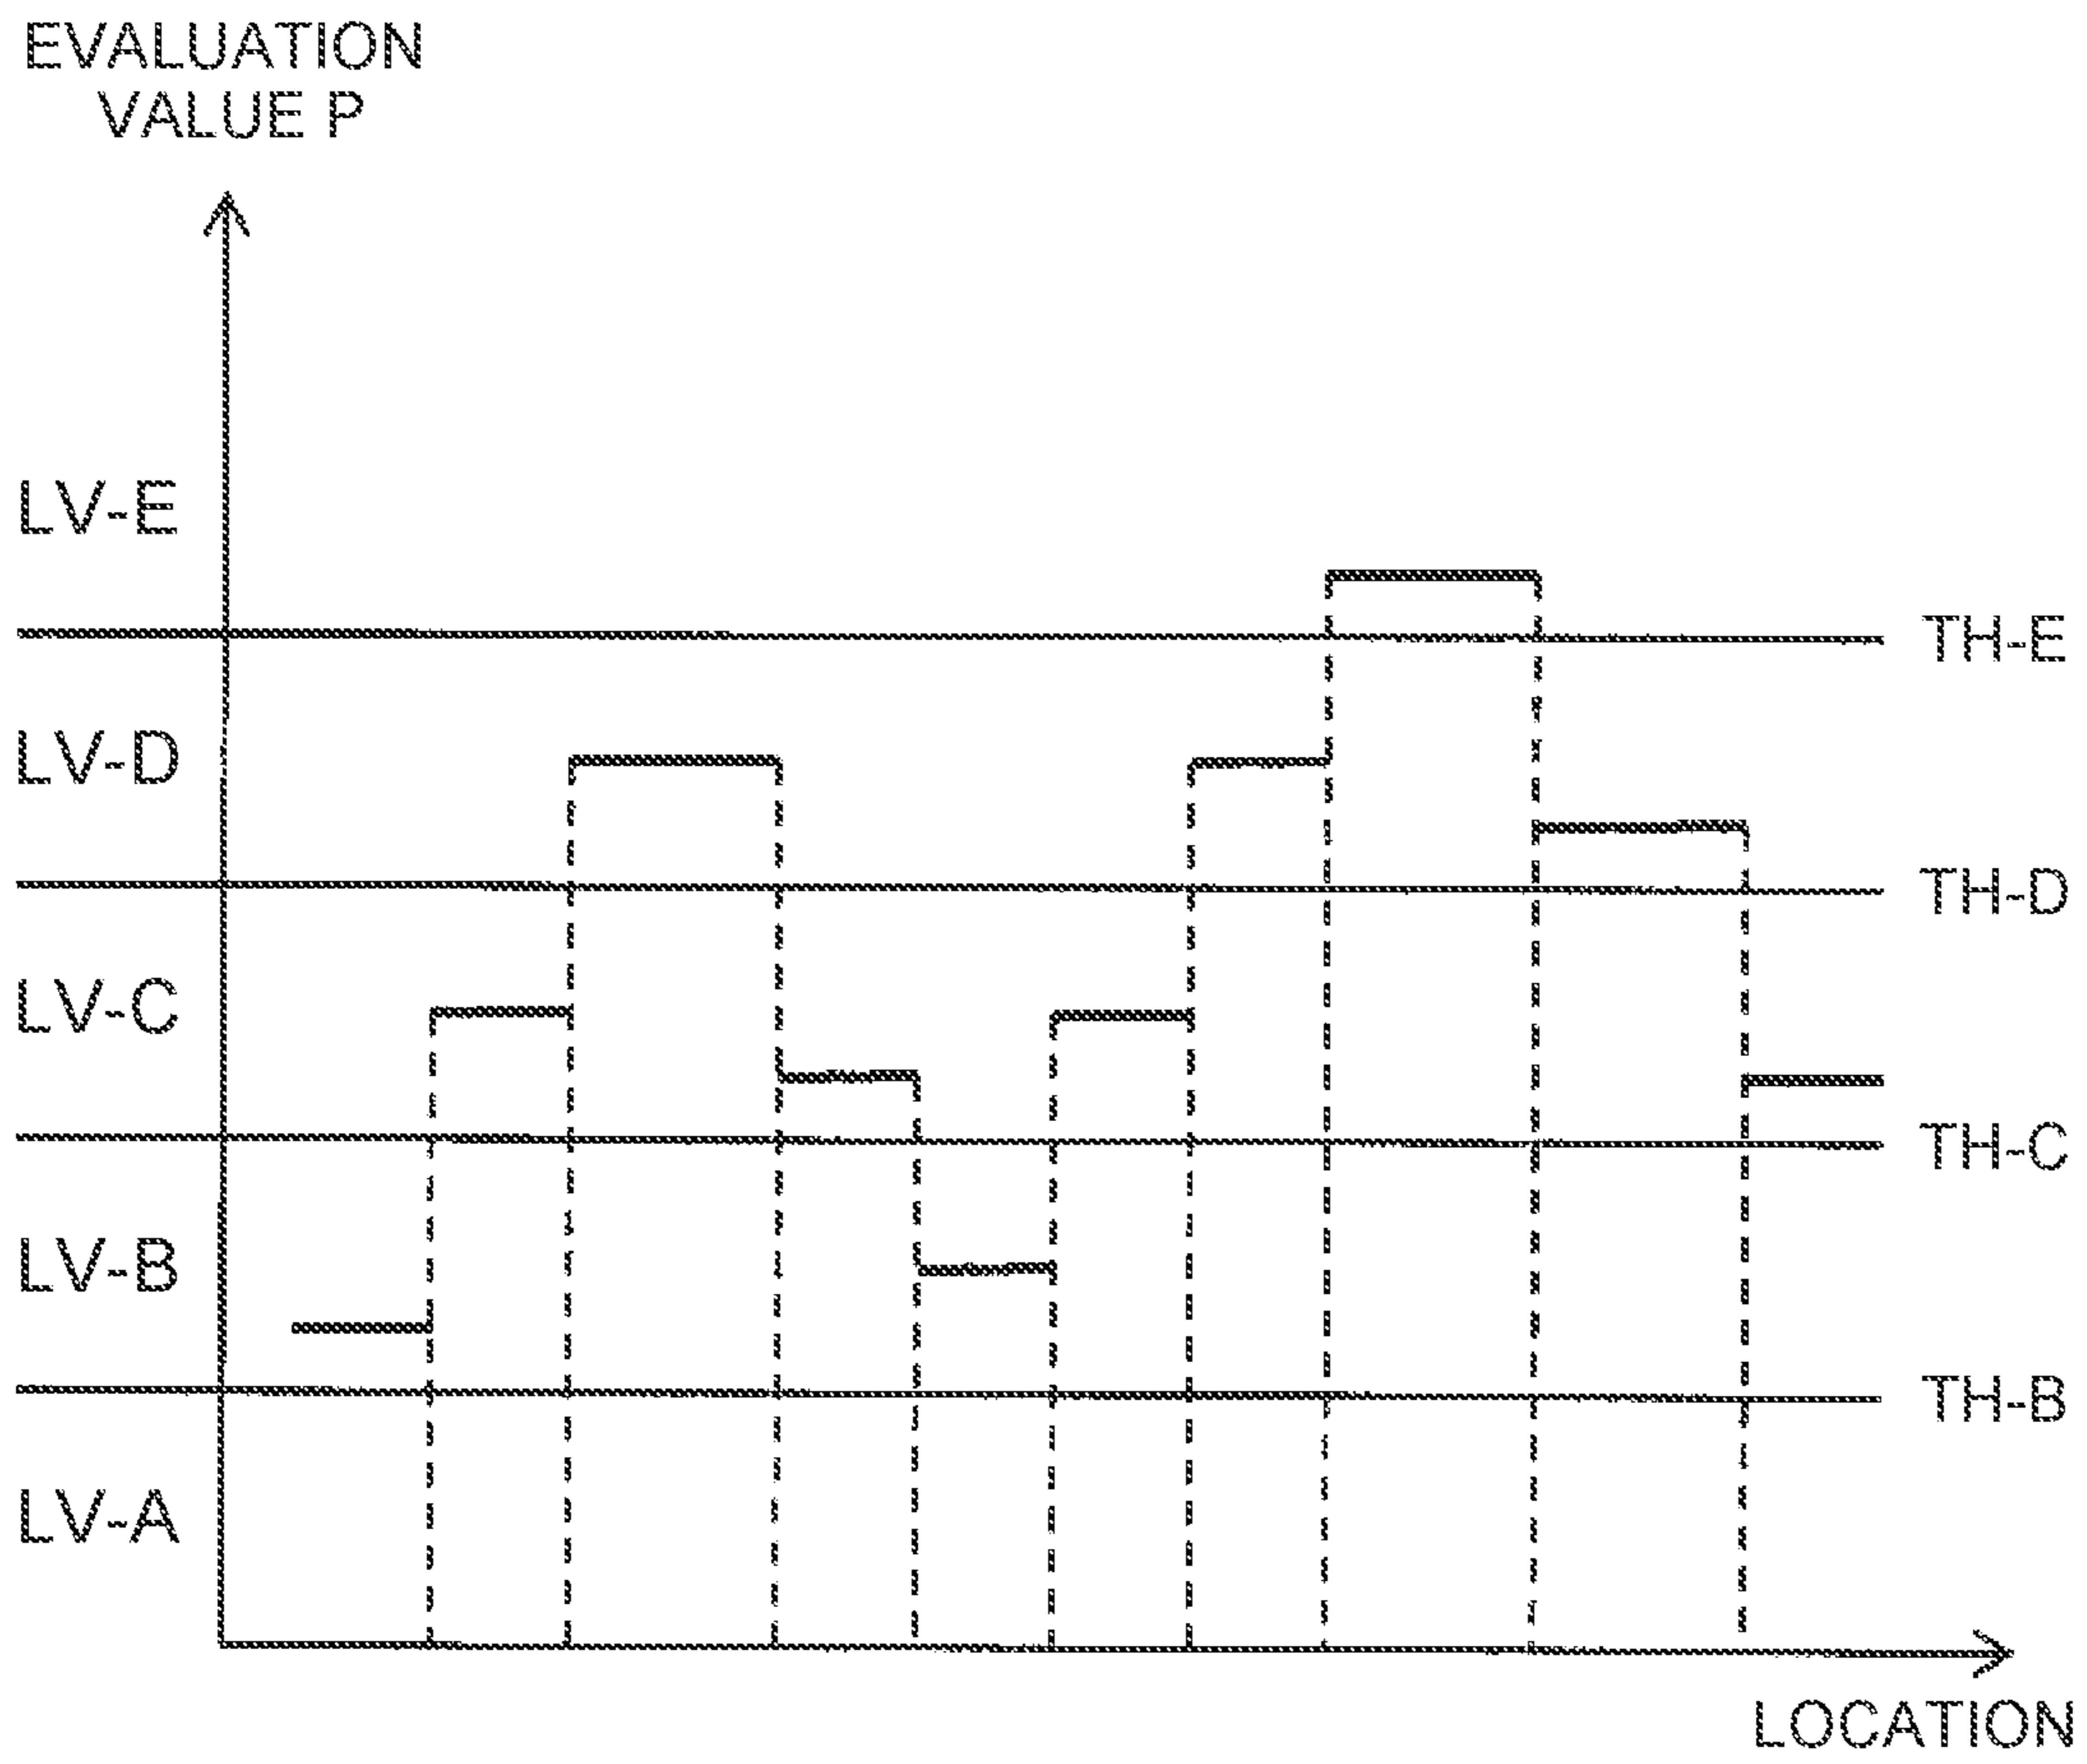 EVALUATION
VALUE P
LV-E
TH-E
LV-D
TH-D
LV-C
TH-C
LV-B
TH-B
LV-A
LOCATION